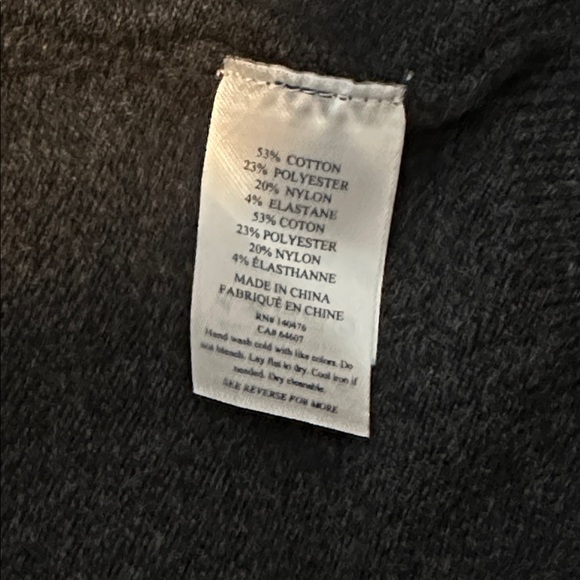 53% COTTON
23% POLYESTER
20% NYLON
4% ELASTANE
53% COTON
23% POLYESTER
20% NYLON
4% ÉLASTHANNE
MADE IN CHINA
FABRIQUÉ EN CHINE
RN# 140476
CA# 64607
Hand wash cold with like colors. Do
not bleach. Lay flat to dry. Cool iron if
needed. Dry cleanable.
SEE REVERSE FOR MORE